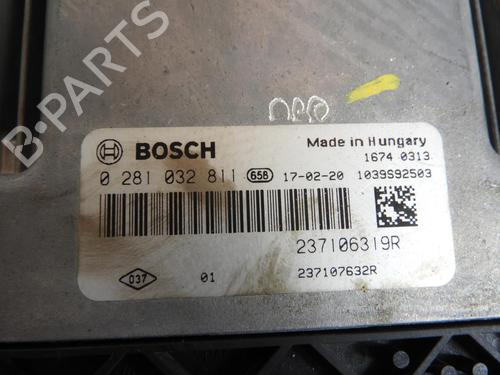 B-PARTS
BOSCH
Made in Hungary
1674 0313
0 281 032 811 658 17-02-20 1039S92503
237106319R
037 01 237107632R